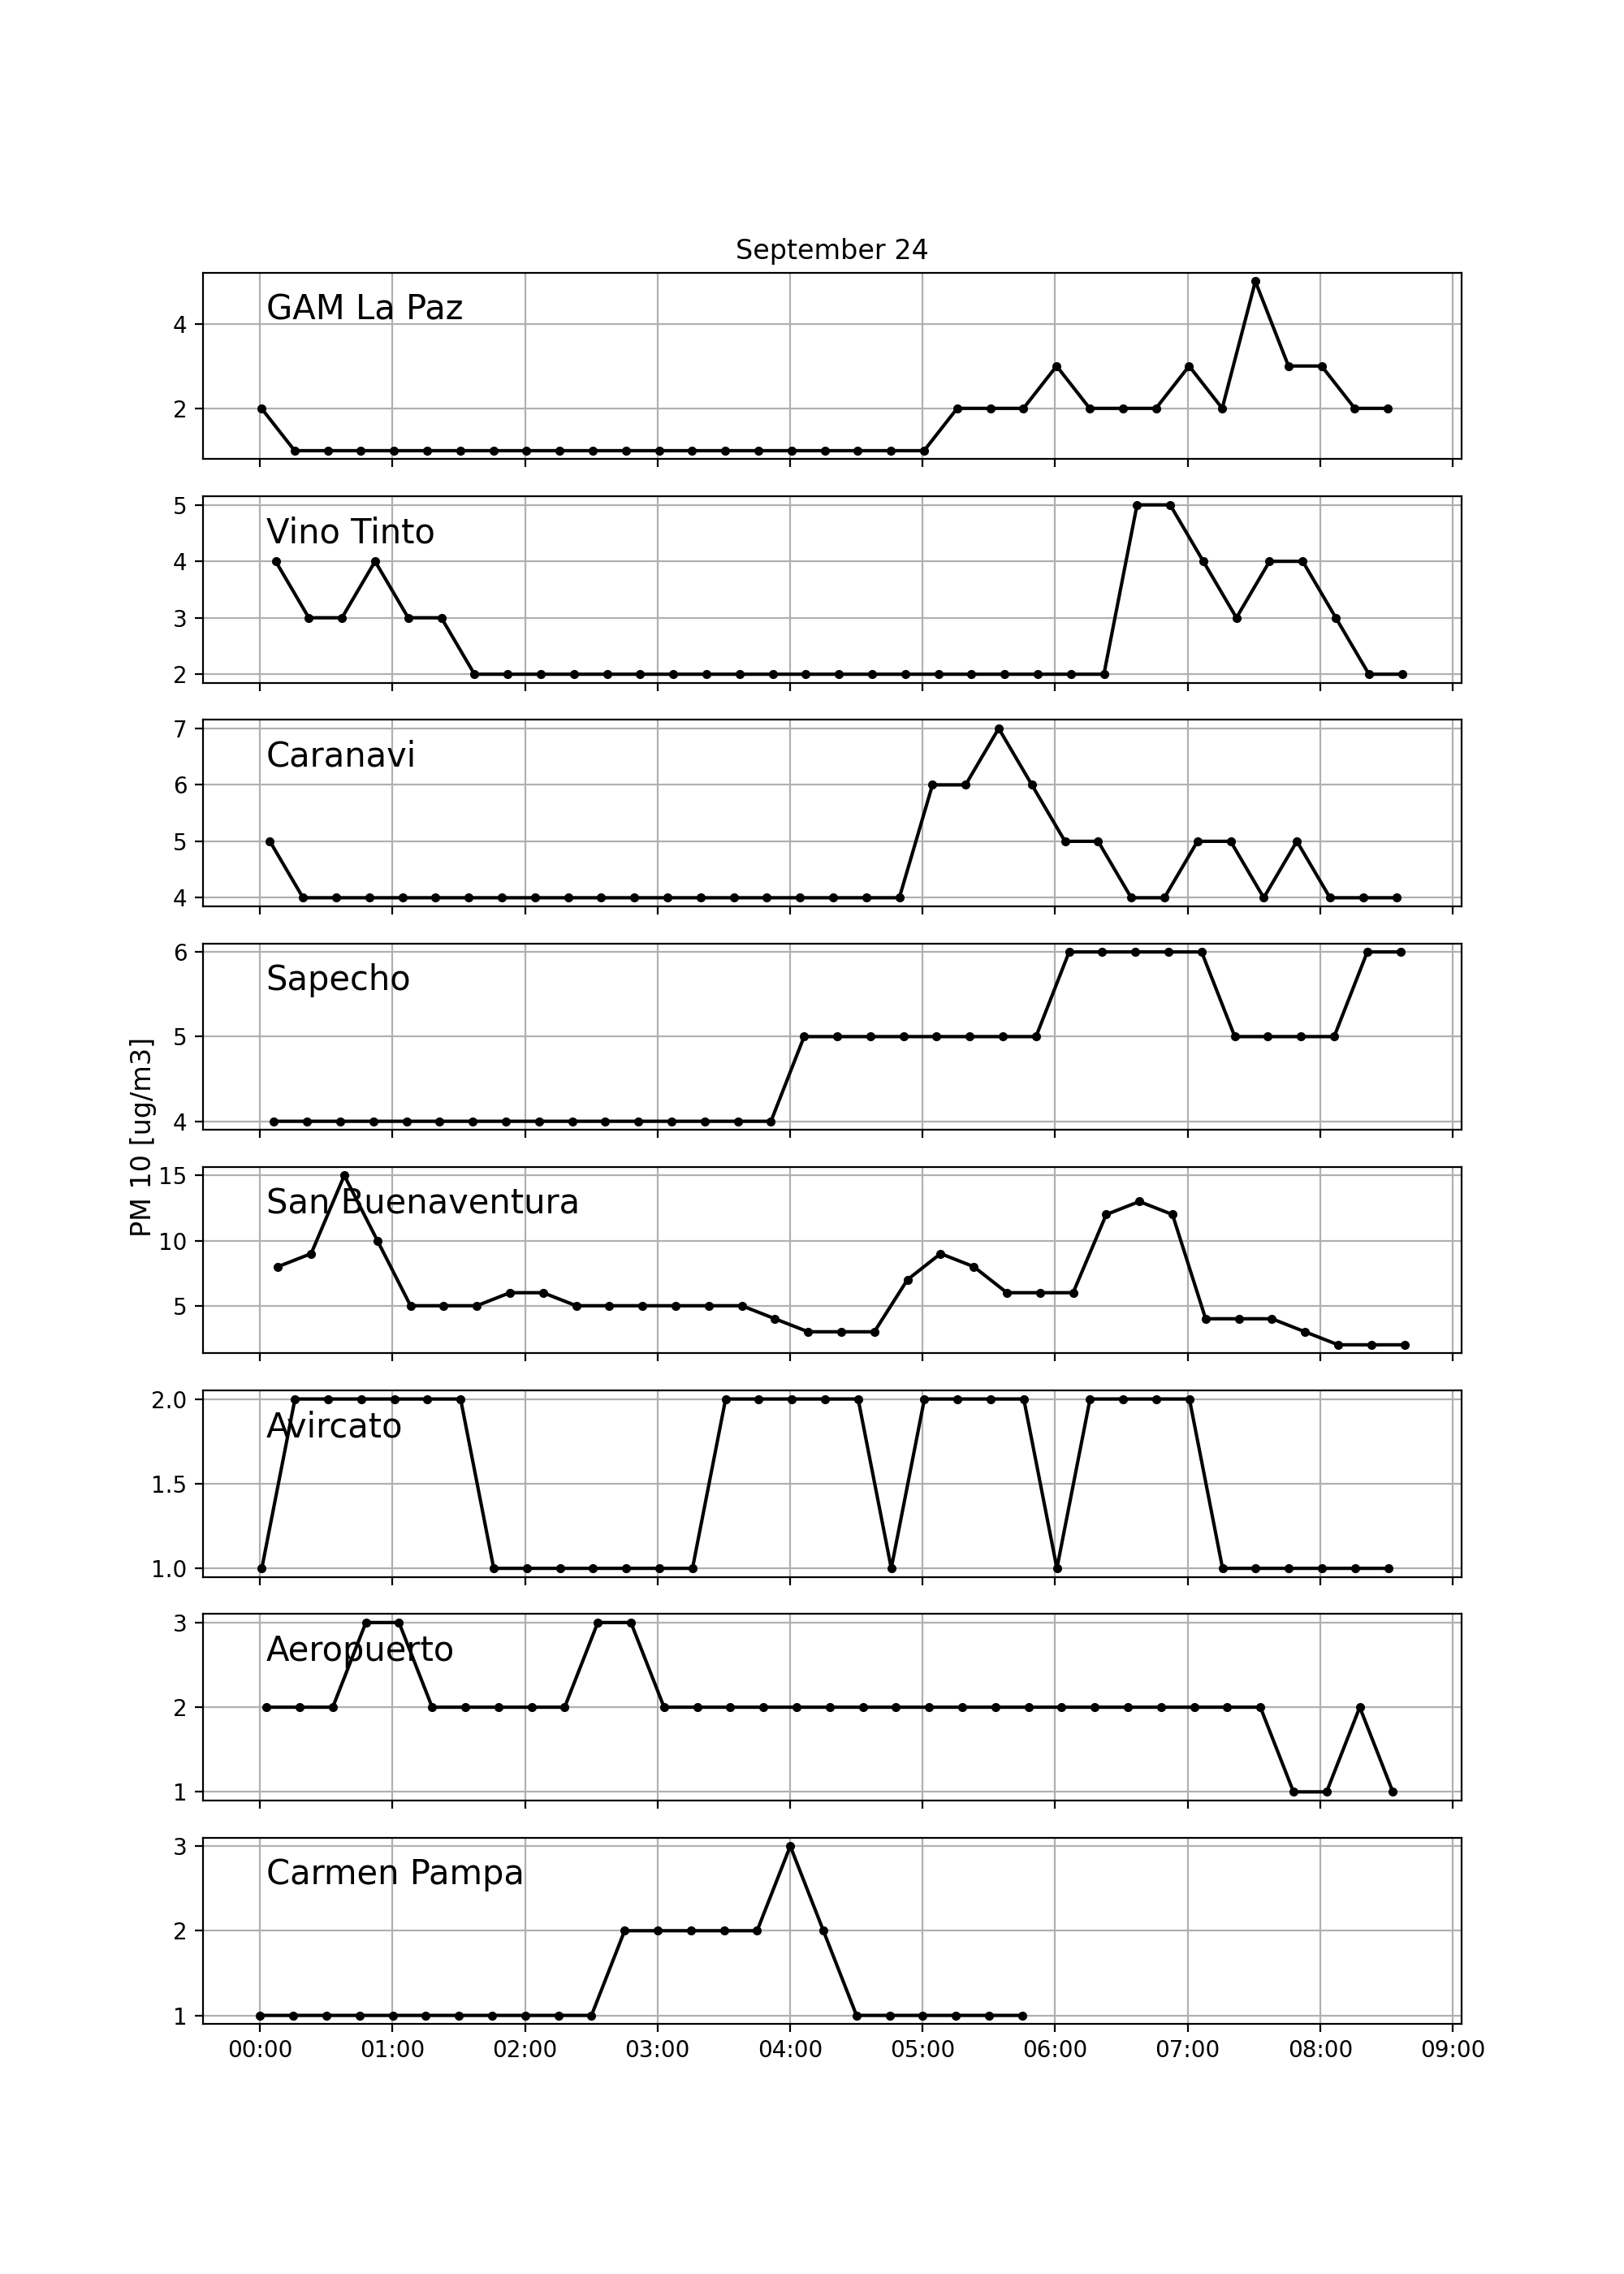 September 24
GAM La Paz
4
2
Vino Tinto
5
4
3
2
Caranavi
7
6
5
4
Sapecho
6
5
4
PM 10 [ug/m3]
San Buenaventura
15
10
5
Avircato
2.0
1.5
1.0
Aeropuerto
3
2
1
Carmen Pampa
3
2
1
00:00 01:00 02:00 03:00 04:00 05:00 06:00 07:00 08:00 09:00